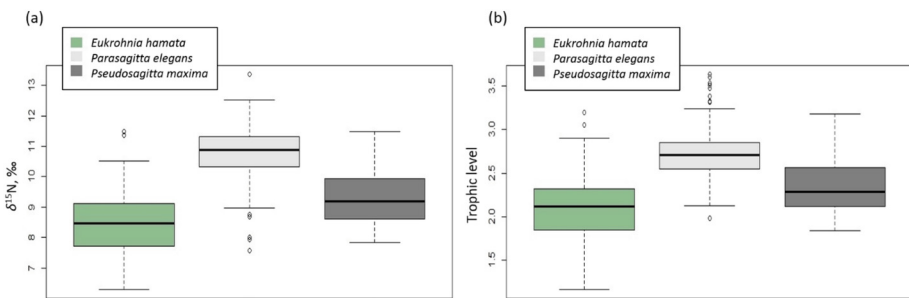 (a)
Eukrohnia hamata
Parasagitta elegans
Pseudosagitta maxima
δ¹⁵N, ‰
13
12
11
10
9
8
7
(b)
Eukrohnia hamata
Parasagitta elegans
Pseudosagitta maxima
Trophic level
3.5
3.0
2.5
2.0
1.5